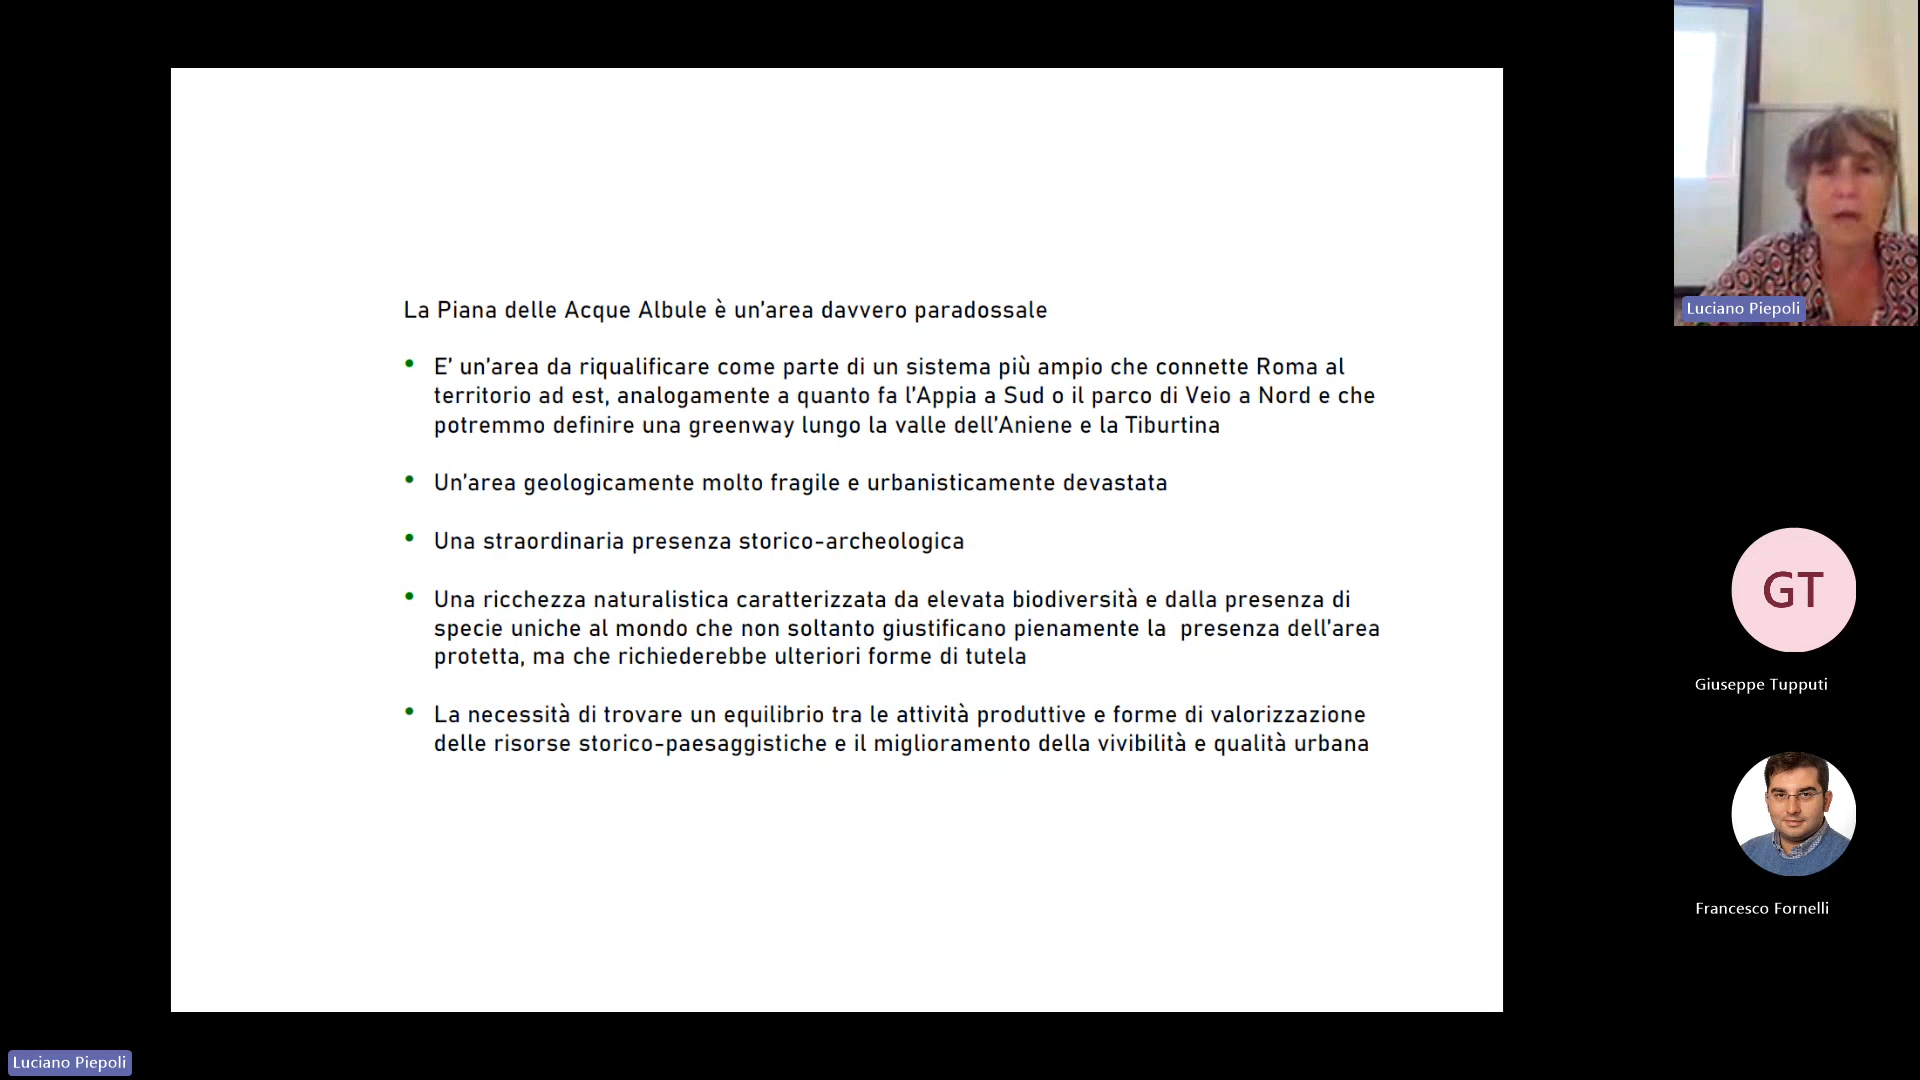 La Piana delle Acque Albule è un'area davvero paradossale
• E' un'area da riqualificare come parte di un sistema più ampio che connette Roma al
territorio ad est, analogamente a quanto fa l'Appia a Sud o il parco di Veio a Nord e che
potremmo definire una greenway lungo la valle dell'Aniene e la Tiburtina
• Un'area geologicamente molto fragile e urbanisticamente devastata
• Una straordinaria presenza storico-archeologica
• Una ricchezza naturalistica caratterizzata da elevata biodiversità e dalla presenza di
specie uniche al mondo che non soltanto giustificano pienamente la  presenza dell'area
protetta, ma che richiederebbe ulteriori forme di tutela
• La necessità di trovare un equilibrio tra le attività produttive e forme di valorizzazione
delle risorse storico-paesaggistiche e il miglioramento della vivibilità e qualità urbana
Luciano Piepoli
GT
Giuseppe Tupputi
Francesco Fornelli
Luciano Piepoli